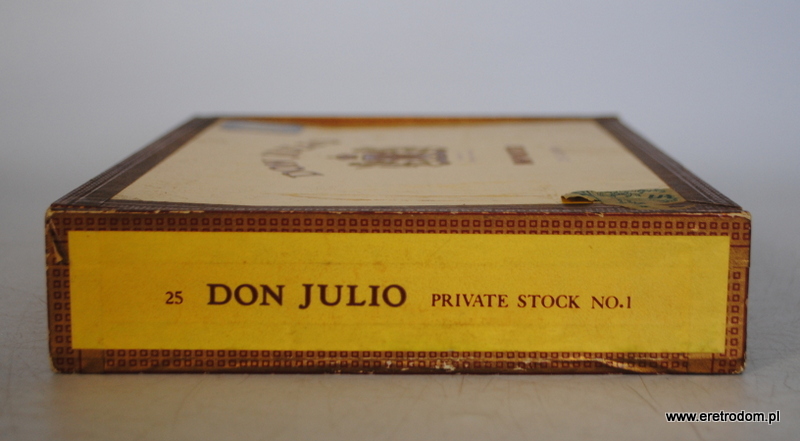 25 DON JULIO PRIVATE STOCK NO.1
www.eretrodom.pl